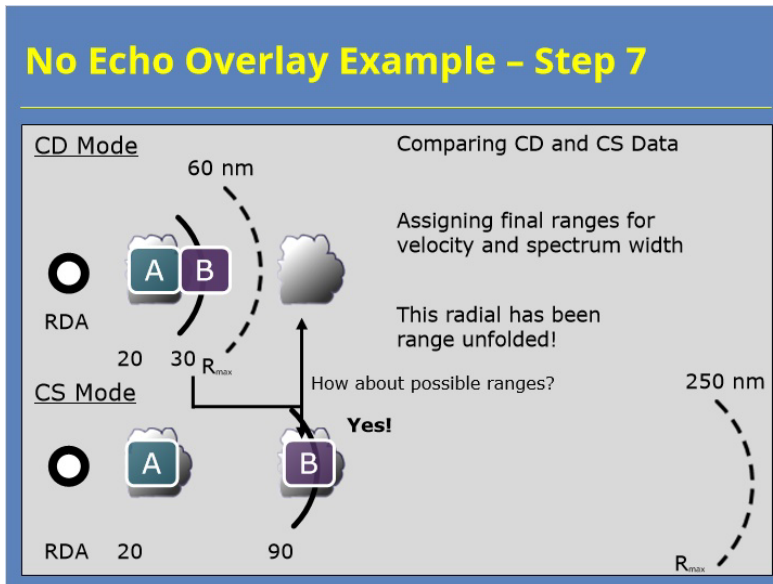 No Echo Overlay Example – Step 7
CD Mode
60 nm
Comparing CD and CS Data
Assigning final ranges for
velocity and spectrum width
A
B
RDA
This radial has been
range unfolded!
20
30
Rmax
How about possible ranges?
CS Mode
250 nm
Yes!
A
B
RDA
20
90
Rmax